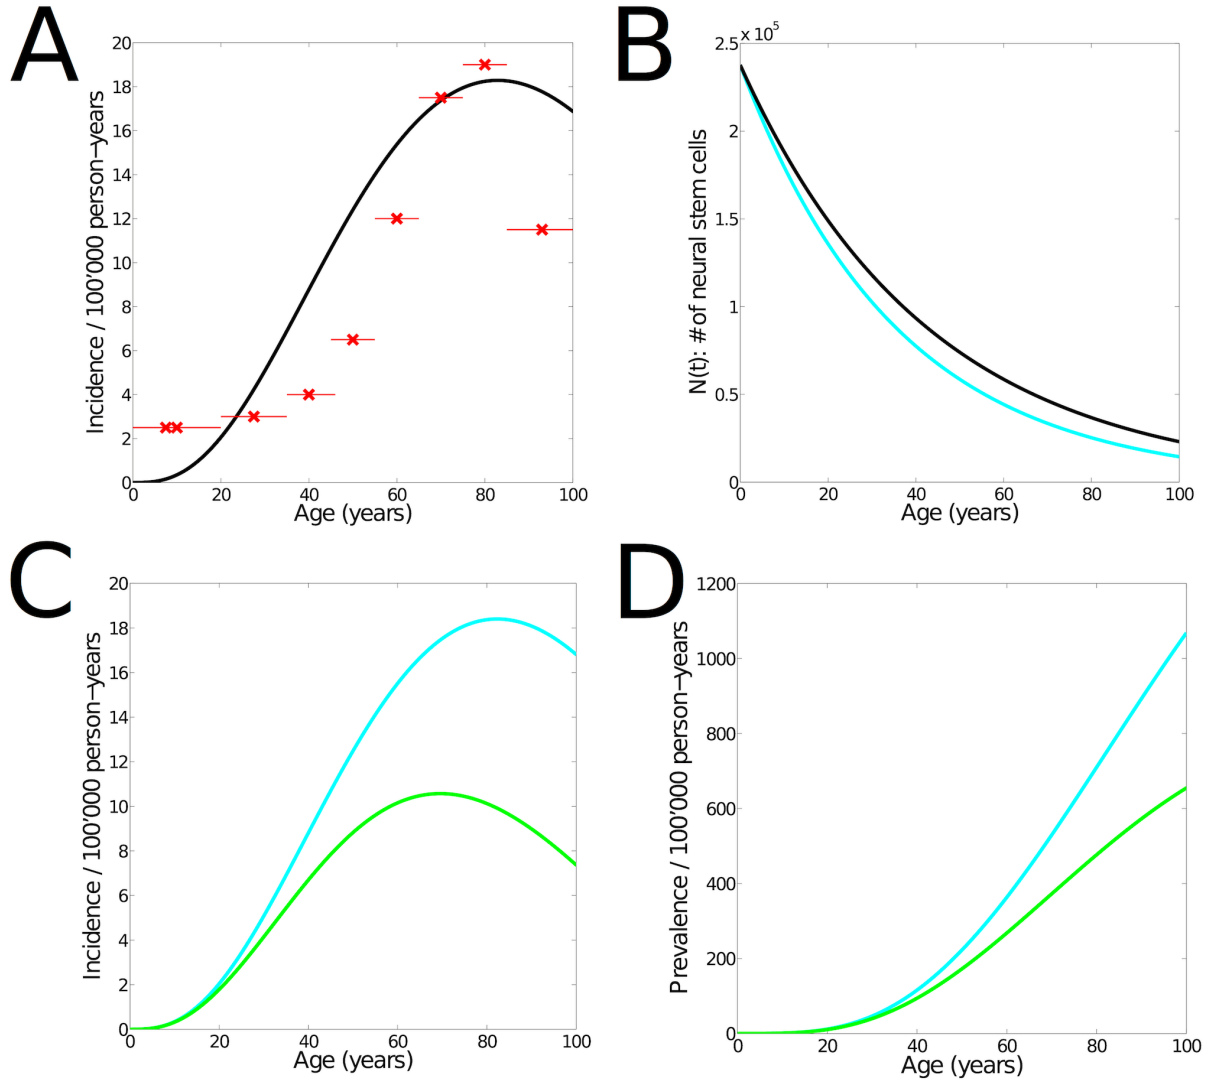 A
Incidence / 100'000 person−years
20
18
16
14
12
10
8
6
4
2
0
0 20 40 60 80 100
Age (years)
B
N(t): # of neural stem cells
x 10^5
2.5
2
1.5
1
0.5
0
0 20 40 60 80 100
Age (years)
C
Incidence / 100'000 person−years
20
18
16
14
12
10
8
6
4
2
0
0 20 40 60 80 100
Age (years)
D
Prevalence / 100'000 person−years
1200
1000
800
600
400
200
0
0 20 40 60 80 100
Age (years)